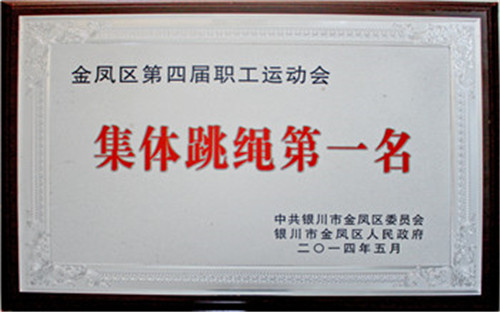 金凤区第四届职工运动会
集体跳绳第一名
中共银川市金凤区委员会
银川市金凤区人民政府
二〇一四年五月